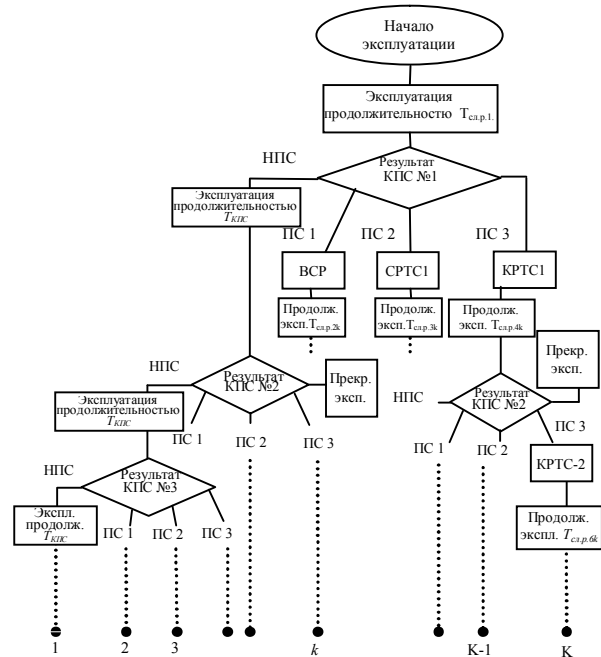 Начало
эксплуатации
Эксплуатация
продолжительностью Tсл.р.1.
НПС
Результат
КПС №1
Эксплуатация
продолжительностью
TКПС
ПС 1
ПС 2
ПС 3
ВСР
СРТС1
КРТС1
Продолж.
эксп.Tсл.р.2k
Продолж.
эксп.Tсл.р.3k
Продолж.
эксп. Tсл.р.4k
НПС
Результат
КПС №2
Прекр.
эксп.
Прекр.
эксп.
Эксплуатация
продолжительностью
TКПС
НПС
Результат
КПС №2
ПС 1
ПС 2
ПС 3
ПС 1
ПС 2
ПС 3
НПС
Результат
КПС №3
КРТС-2
Экспл.
продолж.
TКПС
ПС 1
ПС 2
ПС 3
Продолж.
экспл. Tсл.р.6k
1
2
3
k
K-1
K